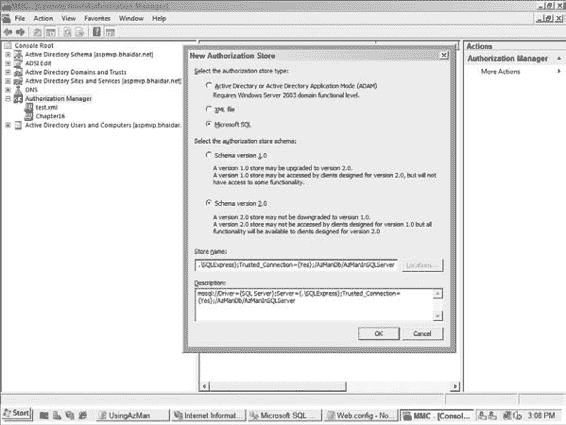 MMC - [Console Root\Authorization Manager]
File Action View Favorites Window Help
Console Root
Active Directory Schema [aspmvp.bhaidar.net]
ADSI Edit
Active Directory Domains and Trusts
Active Directory Sites and Services [aspmvp.bhaidar.net]
DNS
Authorization Manager
test.xml
Chapter16
Active Directory Users and Computers [aspmvp.bhaidar.net]
New Authorization Store
Select the authorization store type:
Active Directory or Active Directory Application Mode (ADAM)
Requires Windows Server 2003 domain functional level.
XML file
Microsoft SQL
Select the authorization store schema:
Schema version 1.0
A version 1.0 store may be upgraded to version 2.0.
A version 1.0 store may be accessed by clients designed for version 2.0, but will not
have access to some functionality.
Schema version 2.0
A version 2.0 store may not be downgraded to version 1.0.
A version 2.0 store may not be accessed by clients designed for version 1.0 but all
functionality will be available to clients designed for version 2.0
Store name:
.\SQLExpress};Trusted_Connection={Yes};//AzManDb/AzManInSQLServer
Locations...
Description:
mssql://Driver={SQL Server};Server={.\SQLExpress};Trusted_Connection=
{Yes};//AzManDb/AzManInSQLServer
OK Cancel
Actions
Authorization Manager
More Actions
Start UsingAzMan Internet Informat... Microsoft SQL ... Web.config - No... MMC - [Consol... 3:08 PM